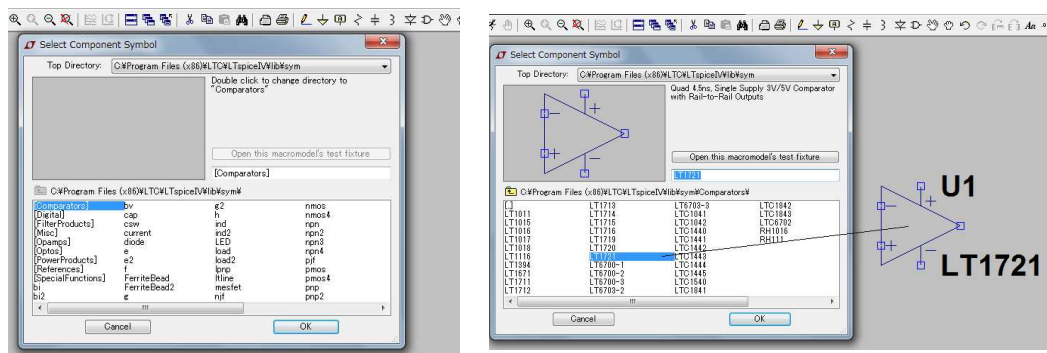 Select Component Symbol
Top Directory: C:¥Program Files (x86)¥LTC¥LTspiceIV¥lib¥sym
Double click to change directory to
"Comparators"
Open this macromodel's test fixture
[Comparators]
C:¥Program Files (x86)¥LTC¥LTspiceIV¥lib¥sym¥
[Comparators] bv g2 nmos
[Digital] cap h nmos4
[FilterProducts] csw ind npn
[Misc] current ind2 npn2
[Opamps] diode LED npn3
[Optos] e load npn4
[PowerProducts] e2 load2 pjf
[References] f lpnp pmos
[SpecialFunctions] FerriteBead ltline pmos4
bi FerriteBead2 mesfet pnp
bi2 g njf pnp2
Cancel OK
Select Component Symbol
Top Directory: C:¥Program Files (x86)¥LTC¥LTspiceIV¥lib¥sym
Quad 4.5ns, Single Supply 3V/5V Comparator
with Rail-to-Rail Outputs
Open this macromodel's test fixture
LT1721
C:¥Program Files (x86)¥LTC¥LTspiceIV¥lib¥sym¥Comparators¥
[..] LT1713 LT6703-3 LTC1842
LT1011 LT1714 LTC1041 LTC1843
LT1015 LT1715 LTC1042 LTC6702
LT1016 LT1716 LTC1440 RH1016
LT1017 LT1719 LTC1441 RH111
LT1018 LT1720 LTC1442
LT1116 LT1721 LTC1443
LT1394 LT6700-1 LTC1444
LT1671 LT6700-2 LTC1445
LT1711 LT6700-3 LTC1540
LT1712 LT6703-2 LTC1841
Cancel OK
U1
LT1721